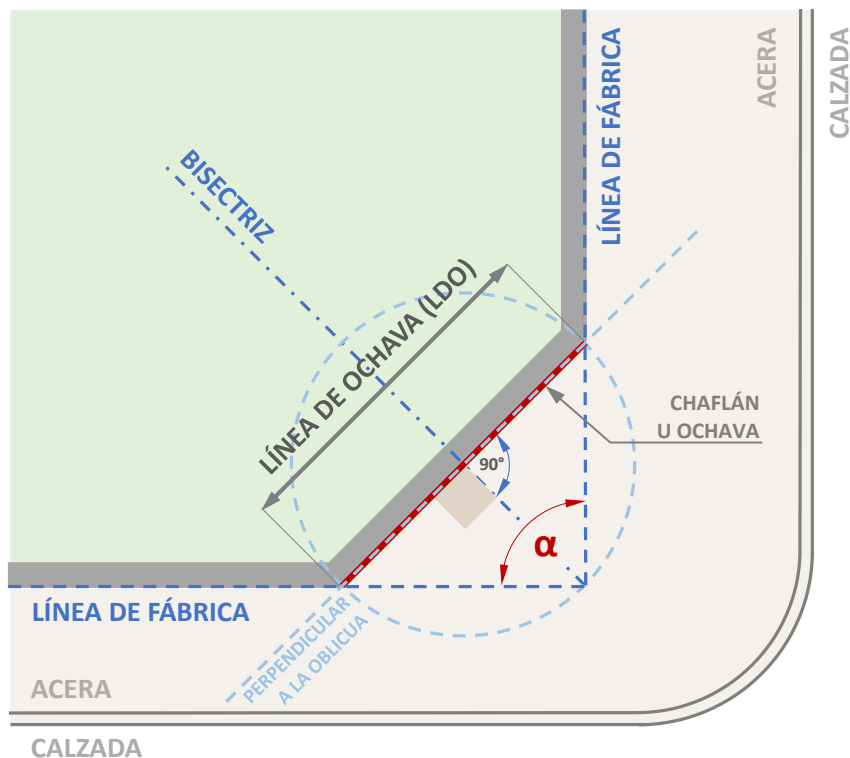 ACERA
CALZADA
LÍNEA DE FÁBRICA
BISECTRIZ
LÍNEA DE OCHAVA (LDO)
CHAFLÁN
U OCHAVA
90°
α
LÍNEA DE FÁBRICA
PERPENDICULAR
A LA OBLICUA
ACERA
CALZADA